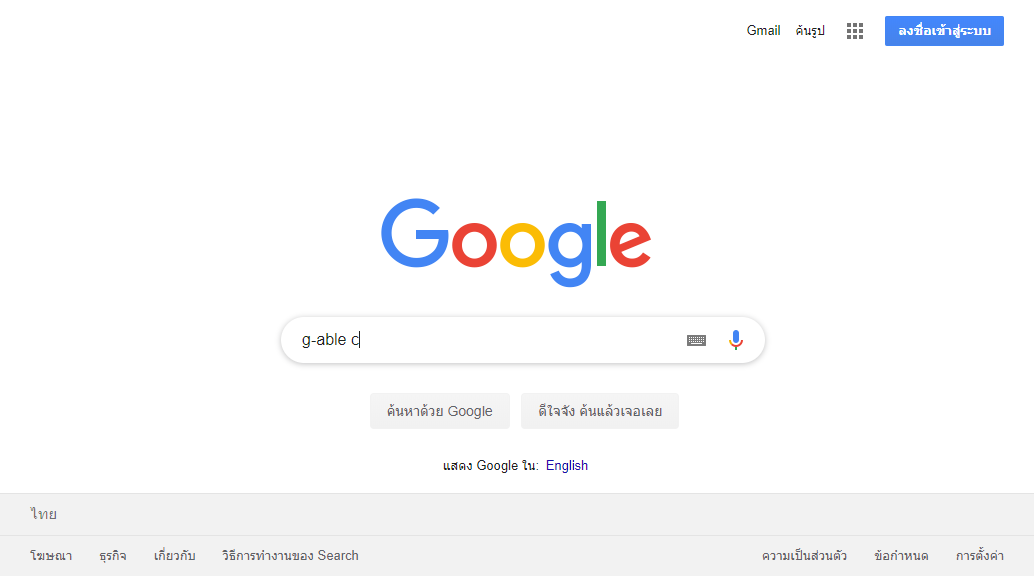 Gmail ค้นรูป ลงชื่อเข้าสู่ระบบ
Google
g-able c
ค้นหาด้วย Google ดีใจจัง ค้นแล้วเจอเลย
แสดง Google ใน: English
ไทย
โฆษณา ธุรกิจ เกี่ยวกับ วิธีการทำงานของ Search ความเป็นส่วนตัว ข้อกำหนด การตั้งค่า